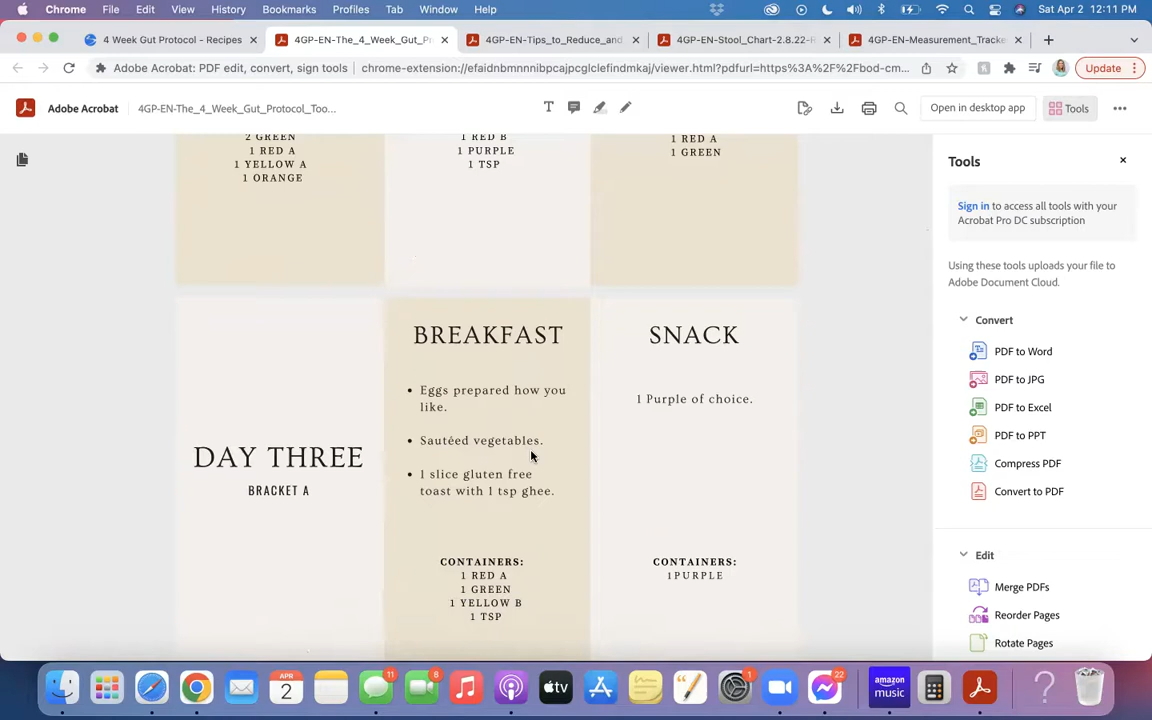 Chrome File Edit View History Bookmarks Profiles Tab Window Help Sat Apr 2 12:11 PM
4 Week Gut Protocol - Recipes 4GP-EN-The_4_Week_Gut_Pr 4GP-EN-Tips_to_Reduce_and 4GP-EN-Stool_Chart-2.8.22-R 4GP-EN-Measurement_Tracke
Adobe Acrobat: PDF edit, convert, sign tools chrome-extension://efaidnbmnnnibpcajpcglclefindmkaj/viewer.html?pdfurl=https%3A%2F%2Fbod-cm... Update
Adobe Acrobat 4GP-EN-The_4_Week_Gut_Protocol_Too... Open in desktop app Tools
2 GREEN
1 RED A
1 YELLOW A
1 ORANGE
1 RED B
1 PURPLE
1 TSP
1 RED A
1 GREEN
DAY THREE
BRACKET A
BREAKFAST
• Eggs prepared how you
like.
• Sautéed vegetables.
• 1 slice gluten free
toast with 1 tsp ghee.
CONTAINERS:
1 RED A
1 GREEN
1 YELLOW B
1 TSP
SNACK
1 Purple of choice.
CONTAINERS:
1PURPLE
Tools
Sign in to access all tools with your
Acrobat Pro DC subscription
Using these tools uploads your file to
Adobe Document Cloud.
Convert
PDF to Word
PDF to JPG
PDF to Excel
PDF to PPT
Compress PDF
Convert to PDF
Edit
Merge PDFs
Reorder Pages
Rotate Pages
APR
2
11
8
tv
1
22
amazon
music